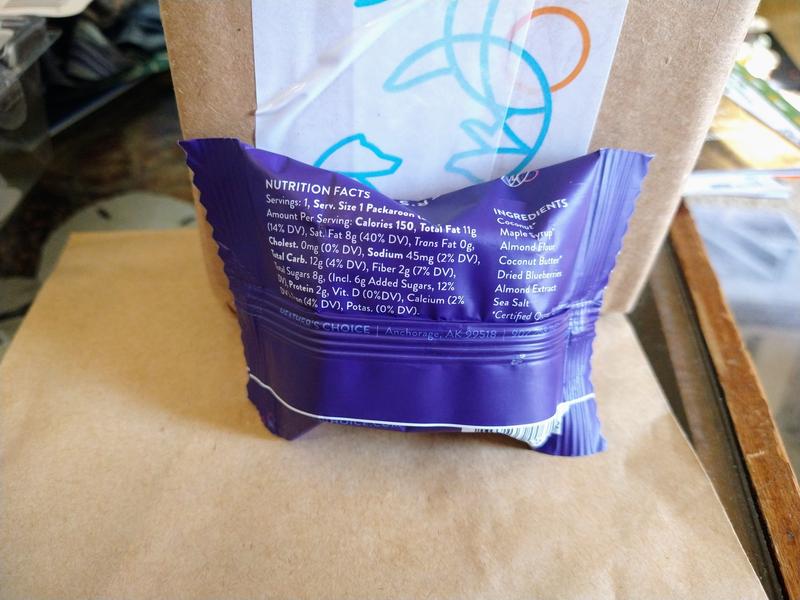 NUTRITION FACTS
Servings: 1, Serv. Size 1 Packaroon
Amount Per Serving: Calories 150, Total Fat 11g
(14% DV), Sat. Fat 8g (40% DV), Trans Fat 0g,
Cholest. 0mg (0% DV), Sodium 45mg (2% DV),
Total Carb. 12g (4% DV), Fiber 2g (7% DV),
Total Sugars 8g, (Incl. 6g Added Sugars, 12%
DV), Protein 2g, Vit. D (0%DV), Calcium (2%
(4% DV), Potas. (0% DV).
INGREDIENTS
Coconut*
Maple Syrup*
Almond Flour
Coconut Butter*
Dried Blueberries
Almond Extract
Sea Salt
*Certified
HEATHER'S CHOICE | Anchorage, AK 99518 |